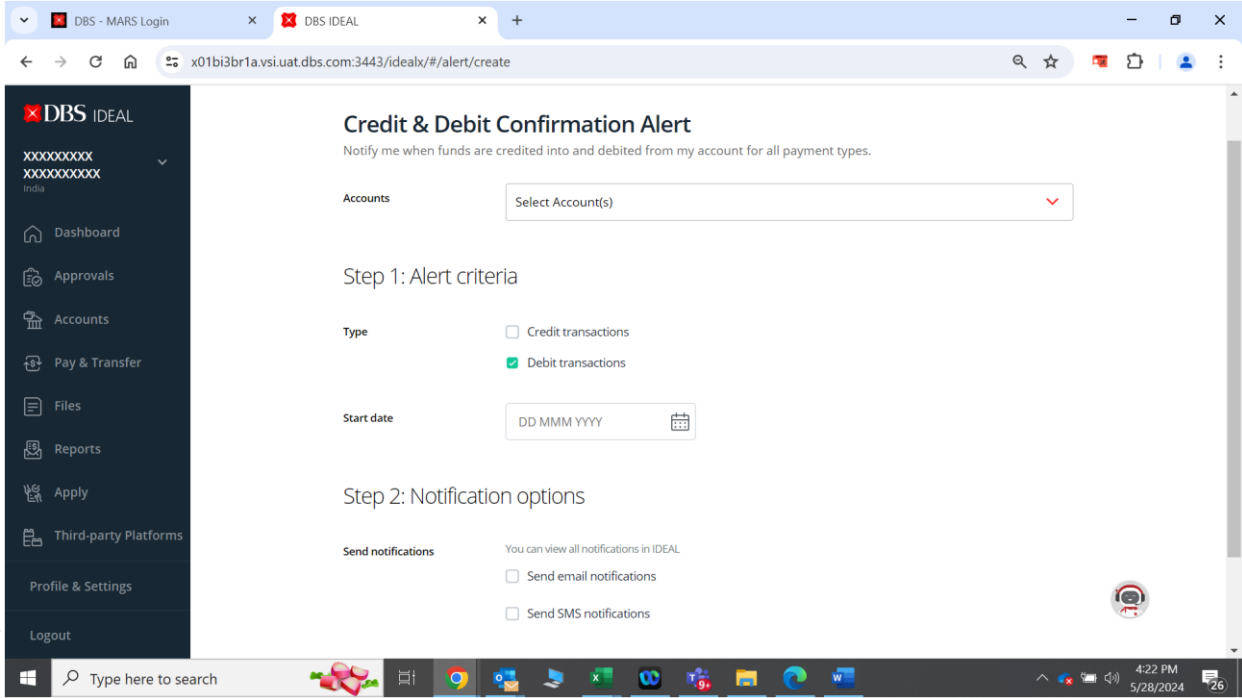 DBS - MARS Login
DBS IDEAL
x01bi3br1a.vsi.uat.dbs.com:3443/idealx/#/alert/create
DBS IDEAL
XXXXXXXXX
XXXXXXXXXX
India
Dashboard
Approvals
Accounts
Pay & Transfer
Files
Reports
Apply
Third-party Platforms
Profile & Settings
Logout
Credit & Debit Confirmation Alert
Notify me when funds are credited into and debited from my account for all payment types.
Accounts
Select Account(s)
Step 1: Alert criteria
Type
Credit transactions
Debit transactions
Start date
DD MMM YYYY
Step 2: Notification options
Send notifications
You can view all notifications in IDEAL
Send email notifications
Send SMS notifications
Type here to search
9+
4:22 PM
5/28/2024
26